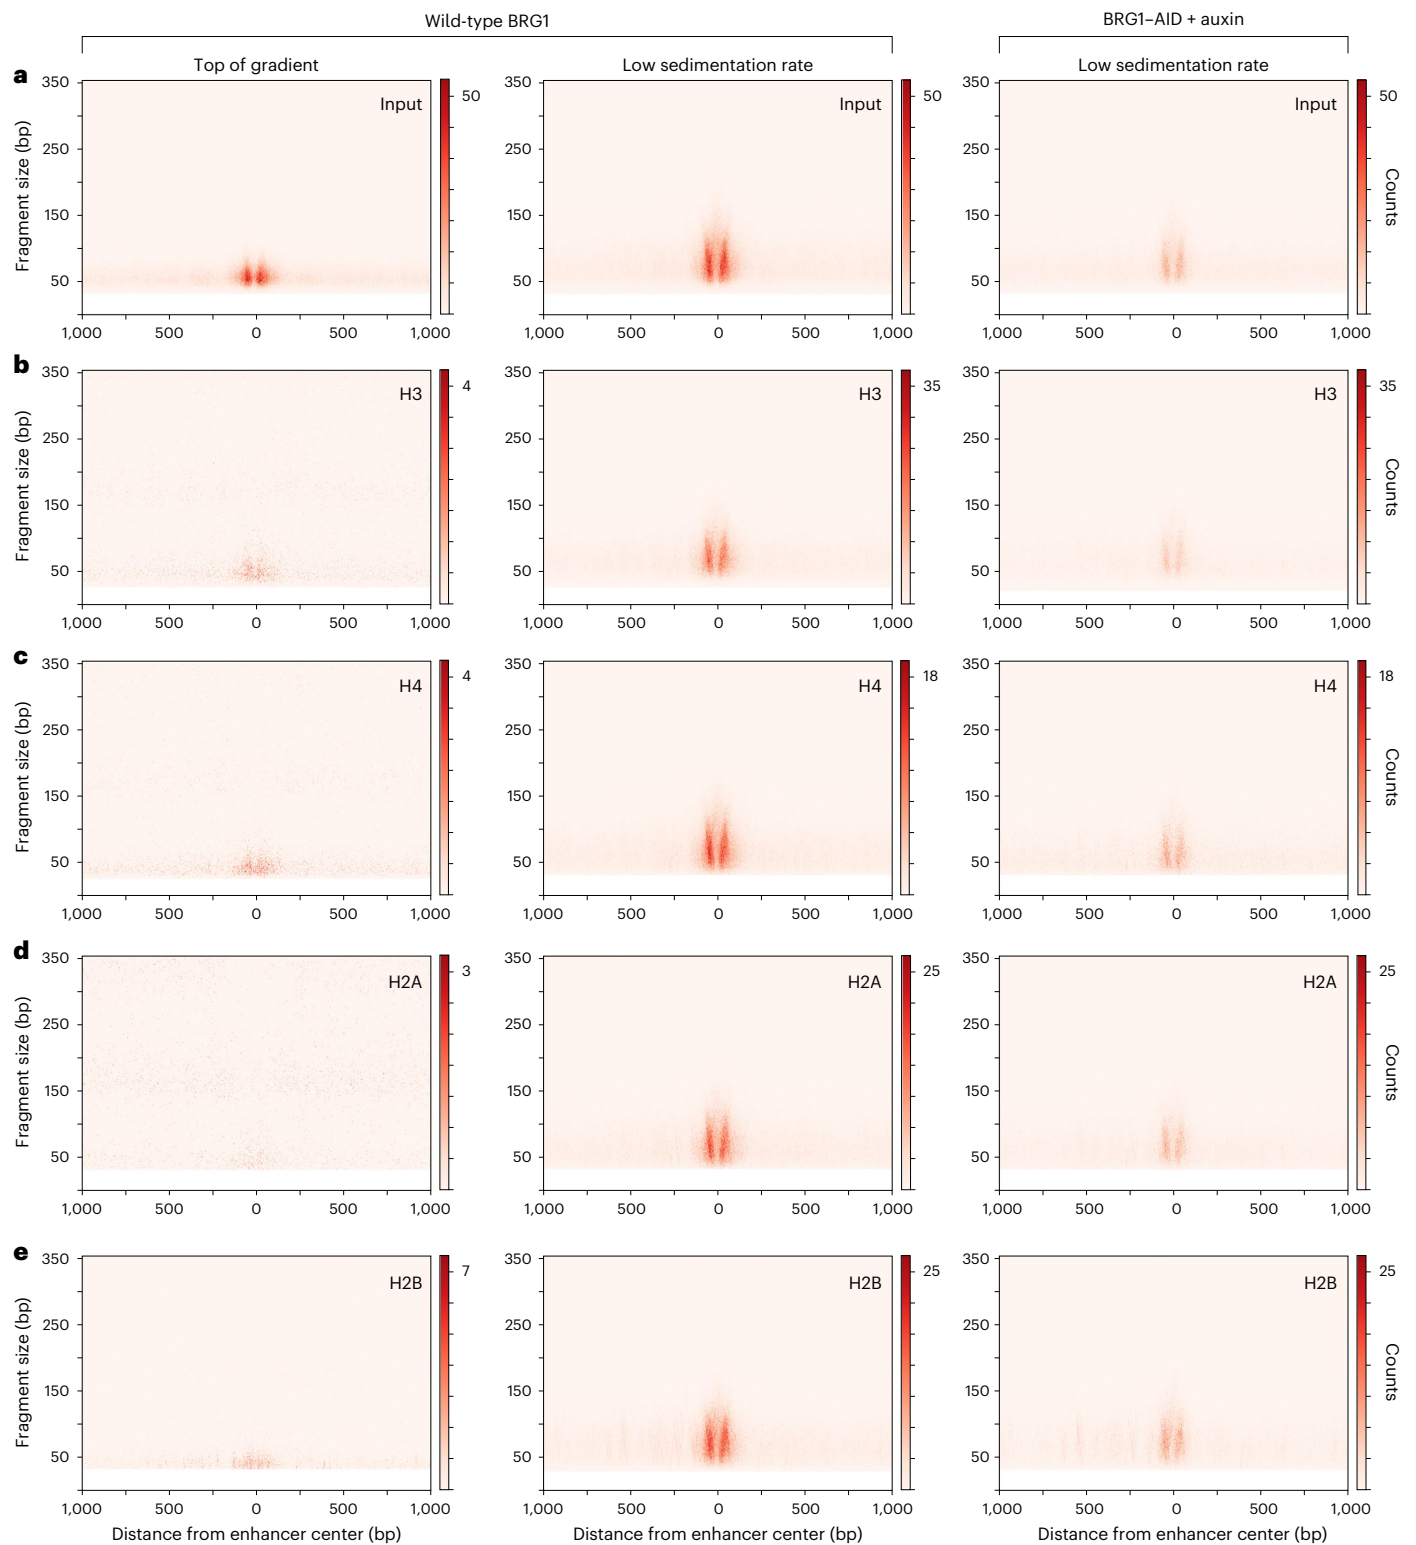 Wild-type BRG1
BRG1–AID + auxin
Top of gradient
Low sedimentation rate
Low sedimentation rate
a
Fragment size (bp)
350
250
150
50
Input
50
1,000 500 0 500 1,000
350
250
150
50
Input
50
1,000 500 0 500 1,000
350
250
150
50
Input
50
Counts
1,000 500 0 500 1,000
b
Fragment size (bp)
350
250
150
50
H3
4
1,000 500 0 500 1,000
350
250
150
50
H3
35
1,000 500 0 500 1,000
350
250
150
50
H3
35
Counts
1,000 500 0 500 1,000
c
Fragment size (bp)
350
250
150
50
H4
4
1,000 500 0 500 1,000
350
250
150
50
H4
18
1,000 500 0 500 1,000
350
250
150
50
H4
18
Counts
1,000 500 0 500 1,000
d
Fragment size (bp)
350
250
150
50
H2A
3
1,000 500 0 500 1,000
350
250
150
50
H2A
25
1,000 500 0 500 1,000
350
250
150
50
H2A
25
Counts
1,000 500 0 500 1,000
e
Fragment size (bp)
350
250
150
50
H2B
7
1,000 500 0 500 1,000
Distance from enhancer center (bp)
350
250
150
50
H2B
25
1,000 500 0 500 1,000
Distance from enhancer center (bp)
350
250
150
50
H2B
25
Counts
1,000 500 0 500 1,000
Distance from enhancer center (bp)